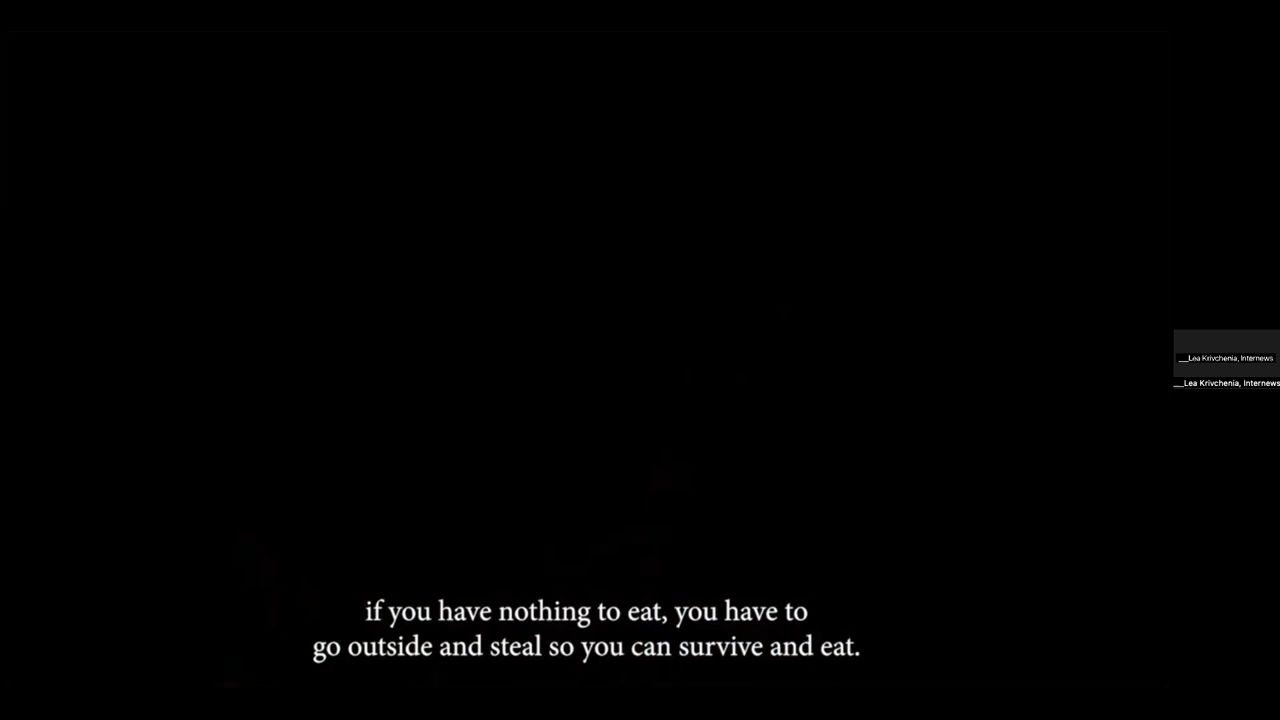 __Lea Krivchenia, Internews
__Lea Krivchenia, Internews
if you have nothing to eat, you have to
go outside and steal so you can survive and eat.